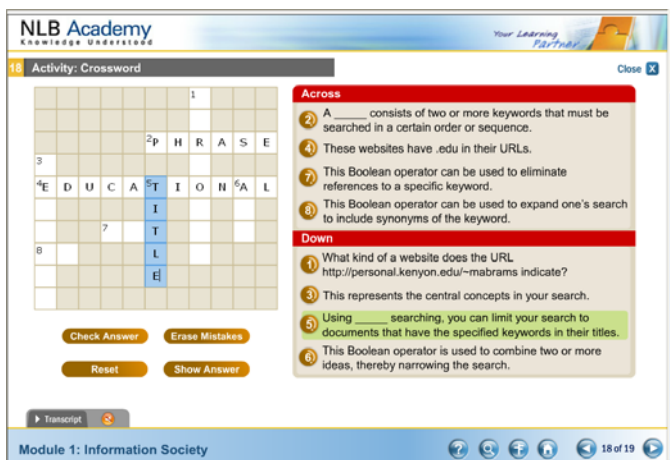 NLB Academy
Knowledge Understood
Your Learning
Partner
18 Activity: Crossword
Close X
1
2P H R A S E
3
4E D U C A 5T I O N 6A L
I
7 T
8 L
E
Check Answer Erase Mistakes
Reset Show Answer
Across
2 A _____ consists of two or more keywords that must be
searched in a certain order or sequence.
4 These websites have .edu in their URLs.
7 This Boolean operator can be used to eliminate
references to a specific keyword.
8 This Boolean operator can be used to expand one's search
to include synonyms of the keyword.
Down
1 What kind of a website does the URL
http://personal.kenyon.edu/~mabrams indicate?
3 This represents the central concepts in your search.
5 Using _____ searching, you can limit your search to
documents that have the specified keywords in their titles.
6 This Boolean operator is used to combine two or more
ideas, thereby narrowing the search.
Transcript
Module 1: Information Society
? 18 of 19